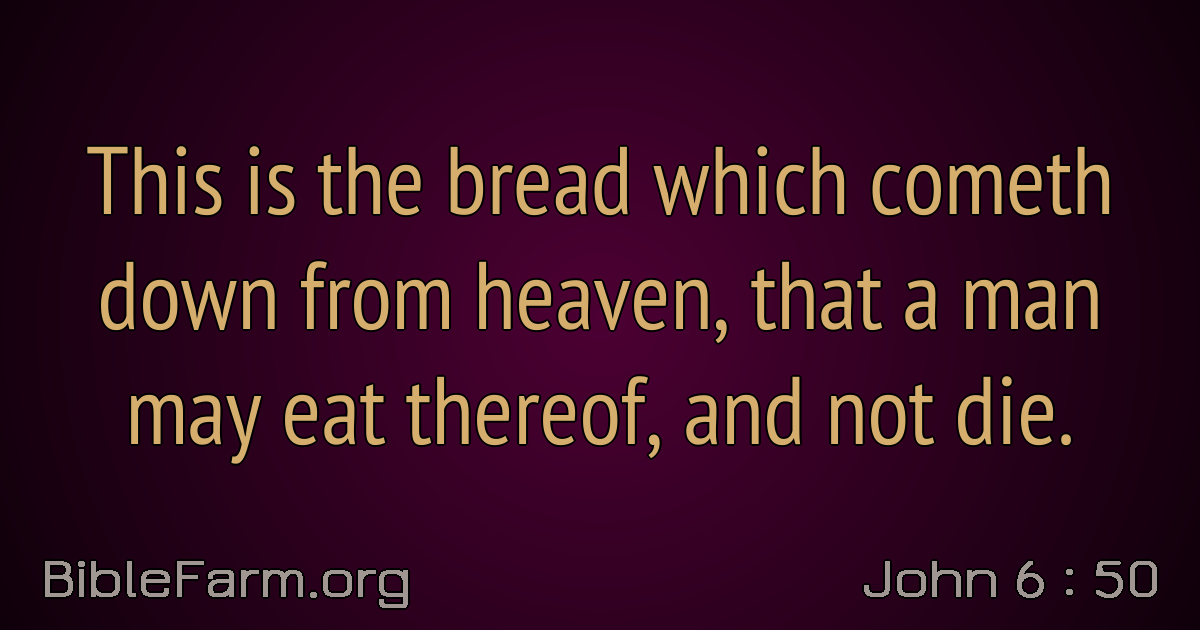 This is the bread which cometh
down from heaven, that a man
may eat thereof, and not die.
BibleFarm.org
John 6 : 50